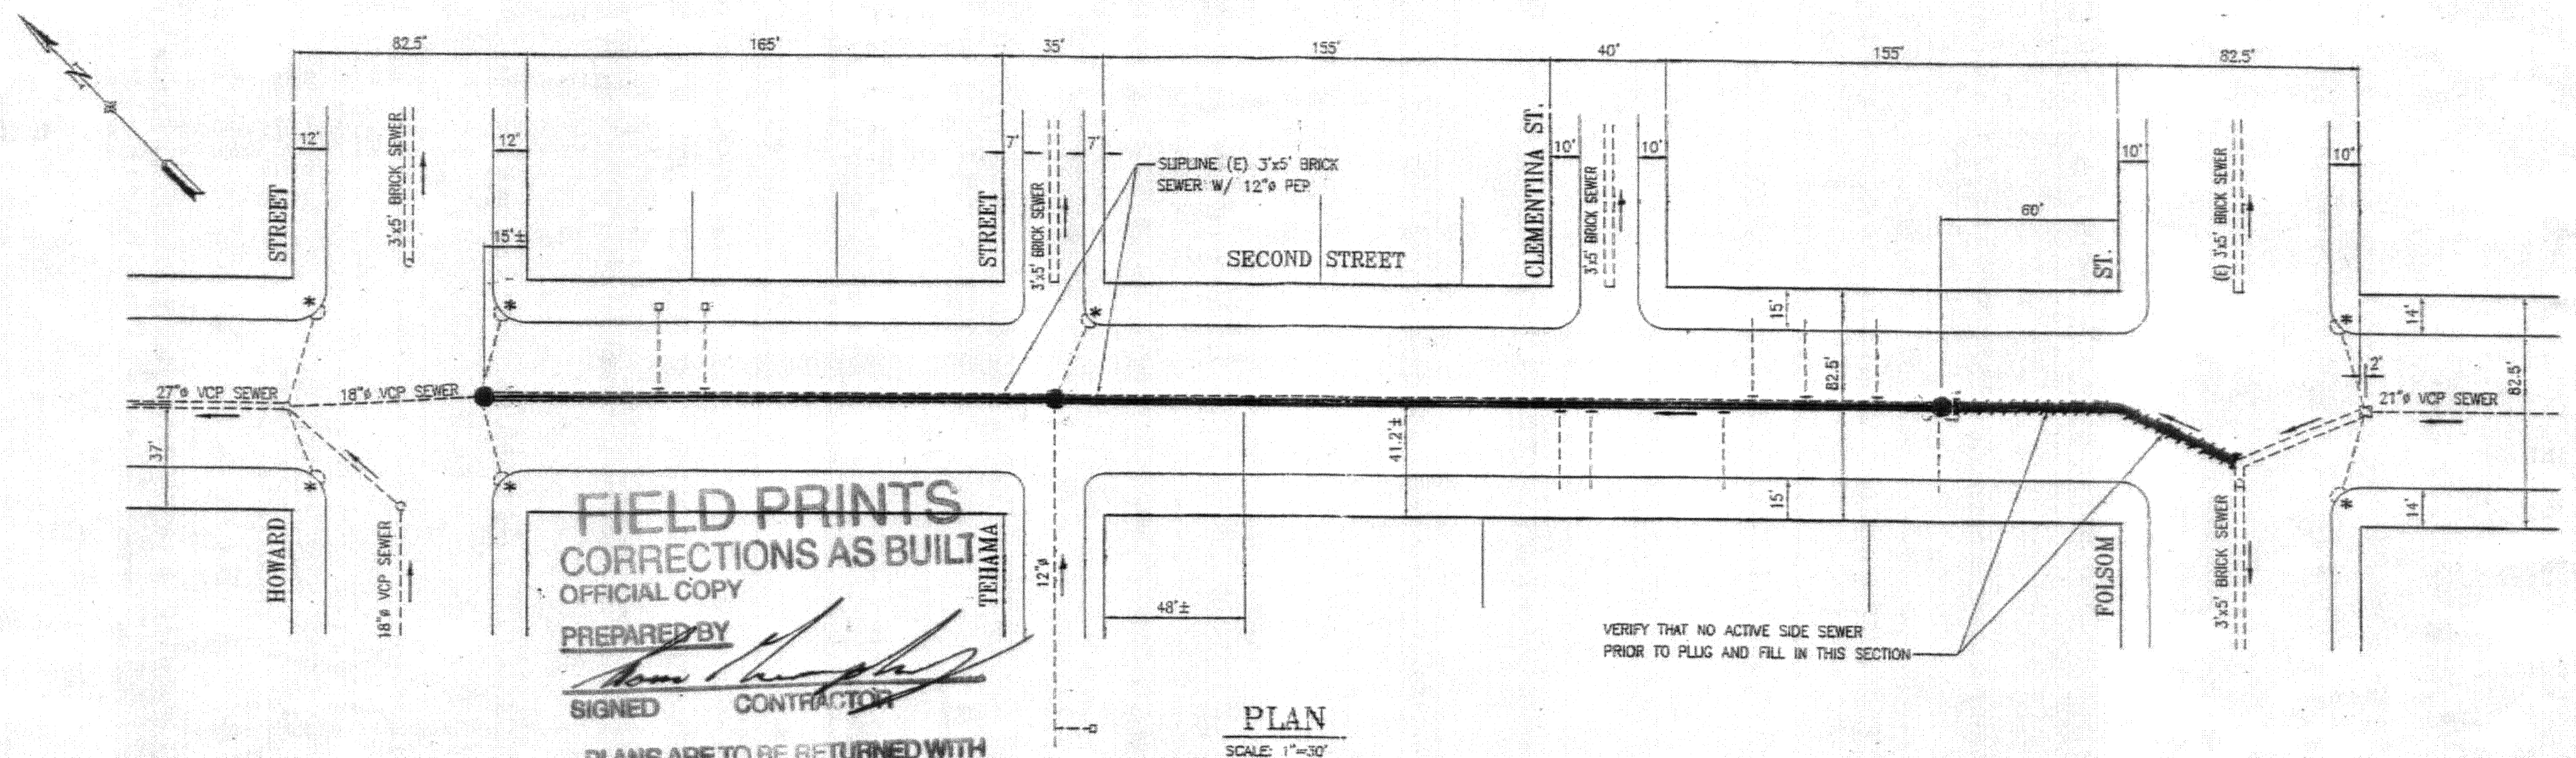 82.5'
165'
35'
155'
40'
155'
82.5'
N
12'
12'
7'
7'
10'
10'
10'
10'
STREET
3'x5' BRICK SEWER
15'±
STREET
3'x5' BRICK SEWER
SLIPLINE (E) 3'x5' BRICK
SEWER W/ 12"ø PEP
SECOND STREET
CLEMENTINA ST.
3'x5' BRICK SEWER
60'
ST.
(E) 3'x5' BRICK SEWER
*
*
*
*
15'
82.5'
14'
82.5'
2'
27"ø VCP SEWER
18"ø VCP SEWER
21"ø VCP SEWER
37'
41.2'±
15'
14'
*
*
*
HOWARD
18"ø VCP SEWER
FIELD PRINTS
CORRECTIONS AS BUILT
OFFICIAL COPY
PREPARED BY
SIGNED CONTRACTOR
PLANS ARE TO BE RETURNED WITH
TEHAMA
12"ø
48'±
VERIFY THAT NO ACTIVE SIDE SEWER
PRIOR TO PLUG AND FILL IN THIS SECTION
FOLSOM
3'x5' BRICK SEWER
PLAN
SCALE: 1"=30'